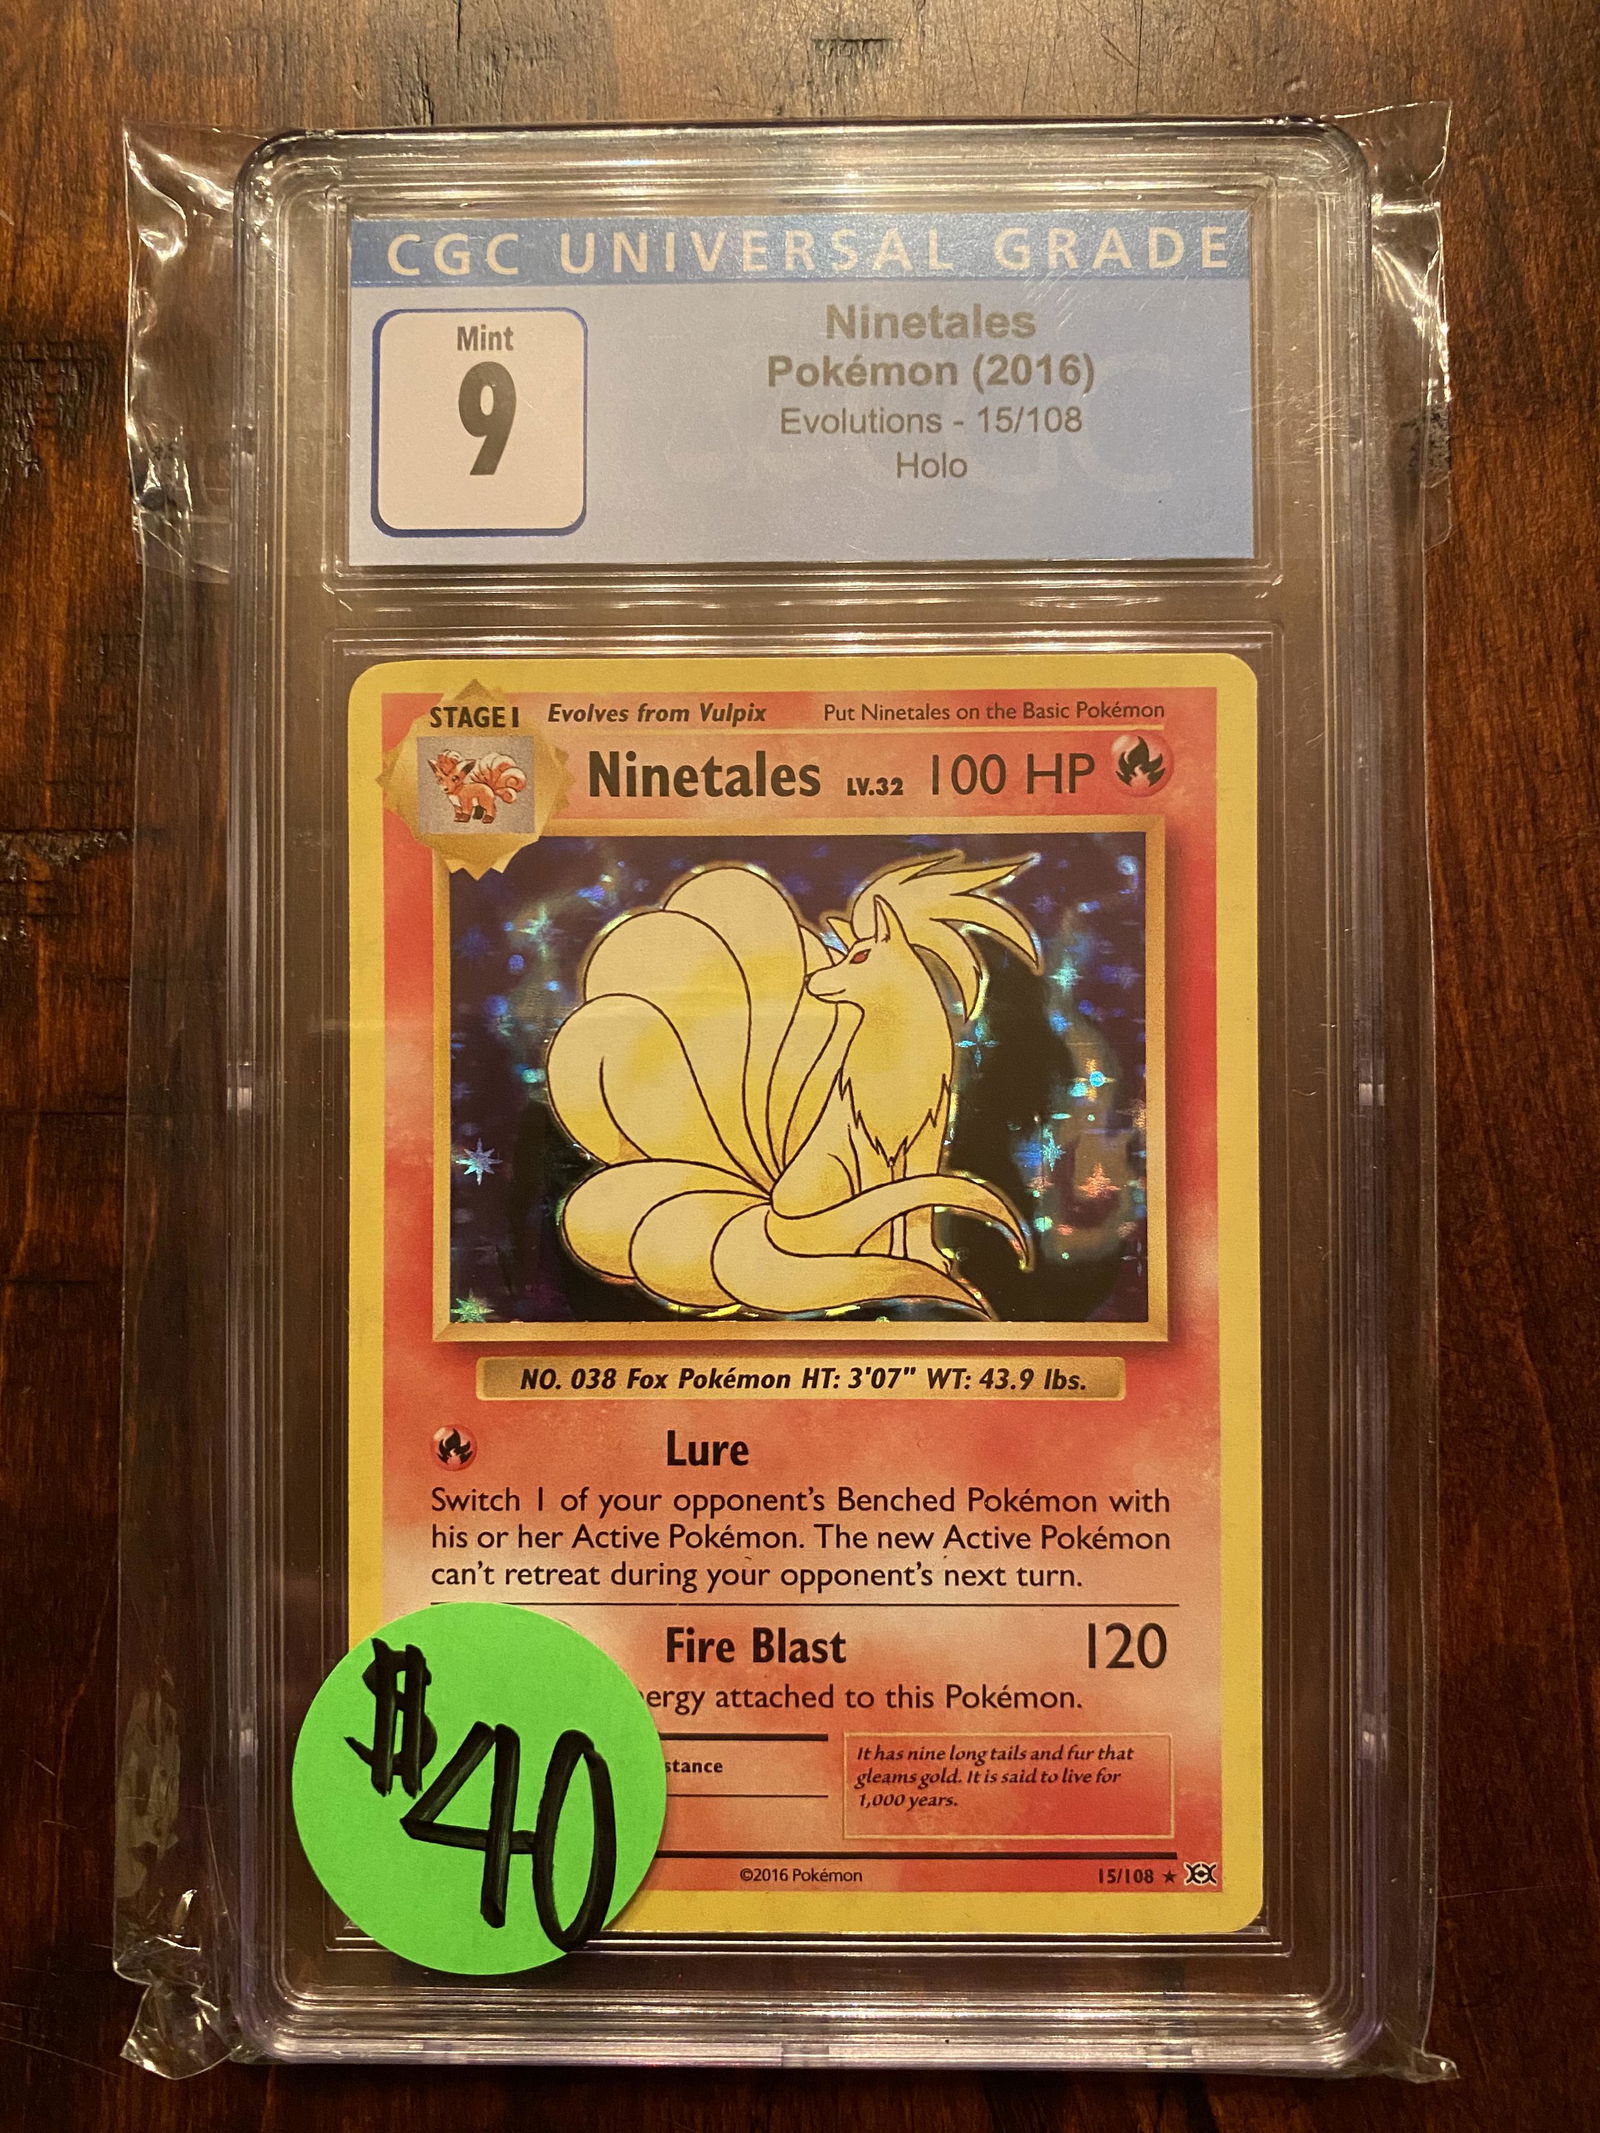 CGC UNIVERSAL GRADE
Mint
9
Ninetales
Pokémon (2016)
Evolutions - 15/108
Holo
STAGE 1 Evolves from Vulpix Put Ninetales on the Basic Pokémon
Ninetales LV.32 100 HP
NO. 038 Fox Pokémon HT: 3'07" WT: 43.9 lbs.
Lure
Switch 1 of your opponent's Benched Pokémon with
his or her Active Pokémon. The new Active Pokémon
can't retreat during your opponent's next turn.
Fire Blast 120
attached to this Pokémon.
It has nine long tails and fur that
gleams gold. It is said to live for
1,000 years.
©2016 Pokémon 15/108
$40